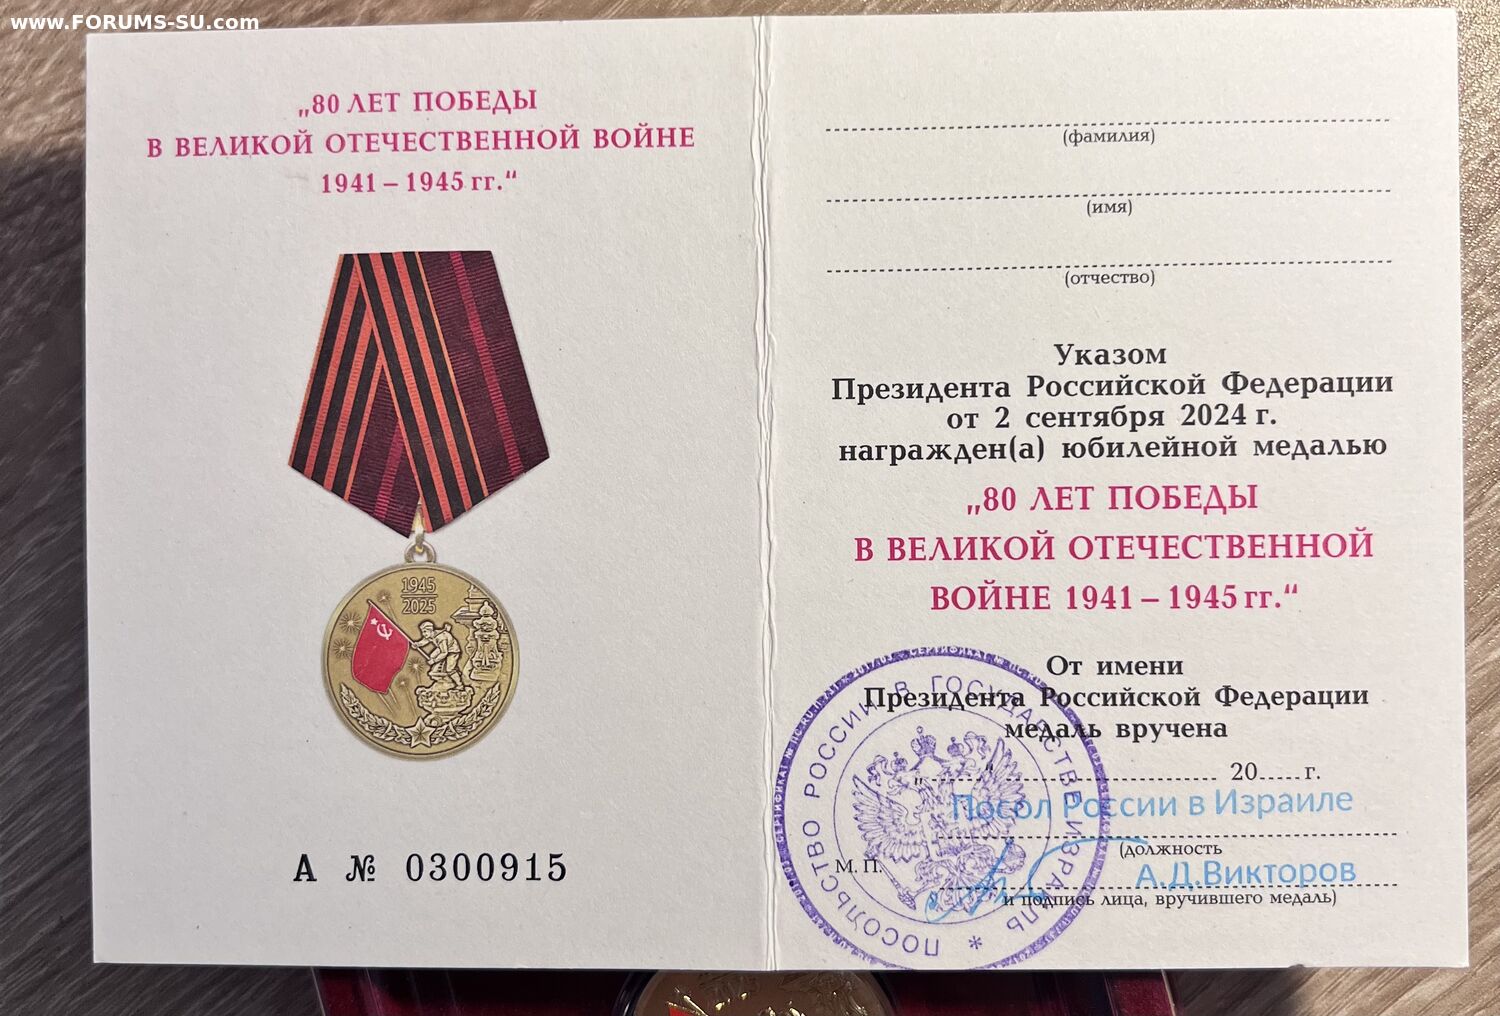 www.FORUMS-SU.com
„80 ЛЕТ ПОБЕДЫ
В ВЕЛИКОЙ ОТЕЧЕСТВЕННОЙ ВОЙНЕ
1941 – 1945 гг.“
1945
2025
А № 0300915
(фамилия)
(имя)
(отчество)
Указом
Президента Российской Федерации
от 2 сентября 2024 г.
награжден(а) юбилейной медалью
„80 ЛЕТ ПОБЕДЫ
В ВЕЛИКОЙ ОТЕЧЕСТВЕННОЙ
ВОЙНЕ 1941 – 1945 гг.“
От имени
Президента Российской Федерации
медаль вручена
„ “ 20 г.
Посол России в Израиле
(должность
М. П.
А.Д.Викторов
и подпись лица, вручившего медаль)
ПОСОЛЬСТВО РОССИИ В ГОСУДАРСТВЕ ИЗРАИЛЬ *